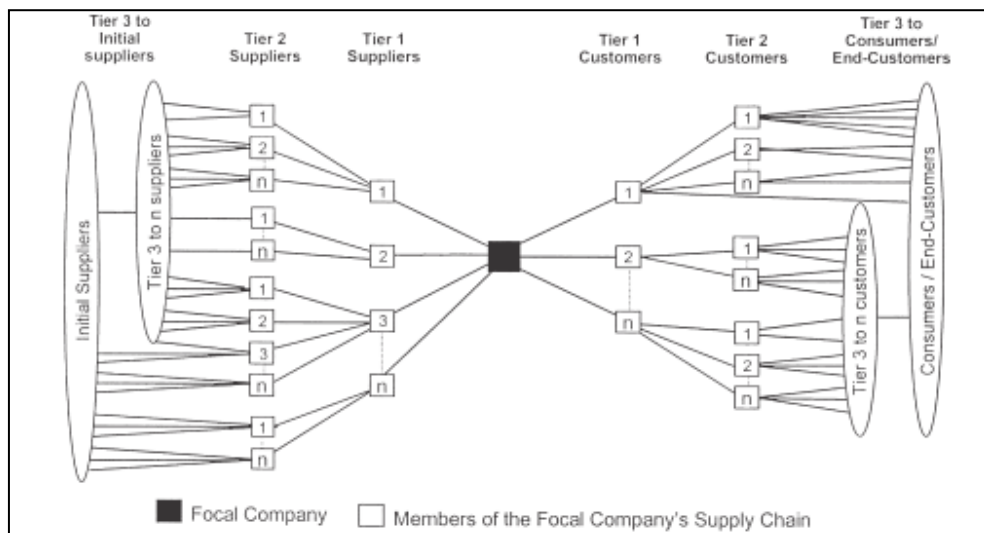 Tier 3 to
Initial
suppliers
Tier 2
Suppliers
Tier 1
Suppliers
Tier 1
Customers
Tier 2
Customers
Tier 3 to
Consumers/
End-Customers
Initial Suppliers
Tier 3 to n suppliers
1
2
n
1
n
1
2
3
n
1
n
1
2
3
n
1
2
n
1
2
n
1
n
1
2
n
Tier 3 to n customers
Consumers / End-Customers
Focal Company
Members of the Focal Company's Supply Chain